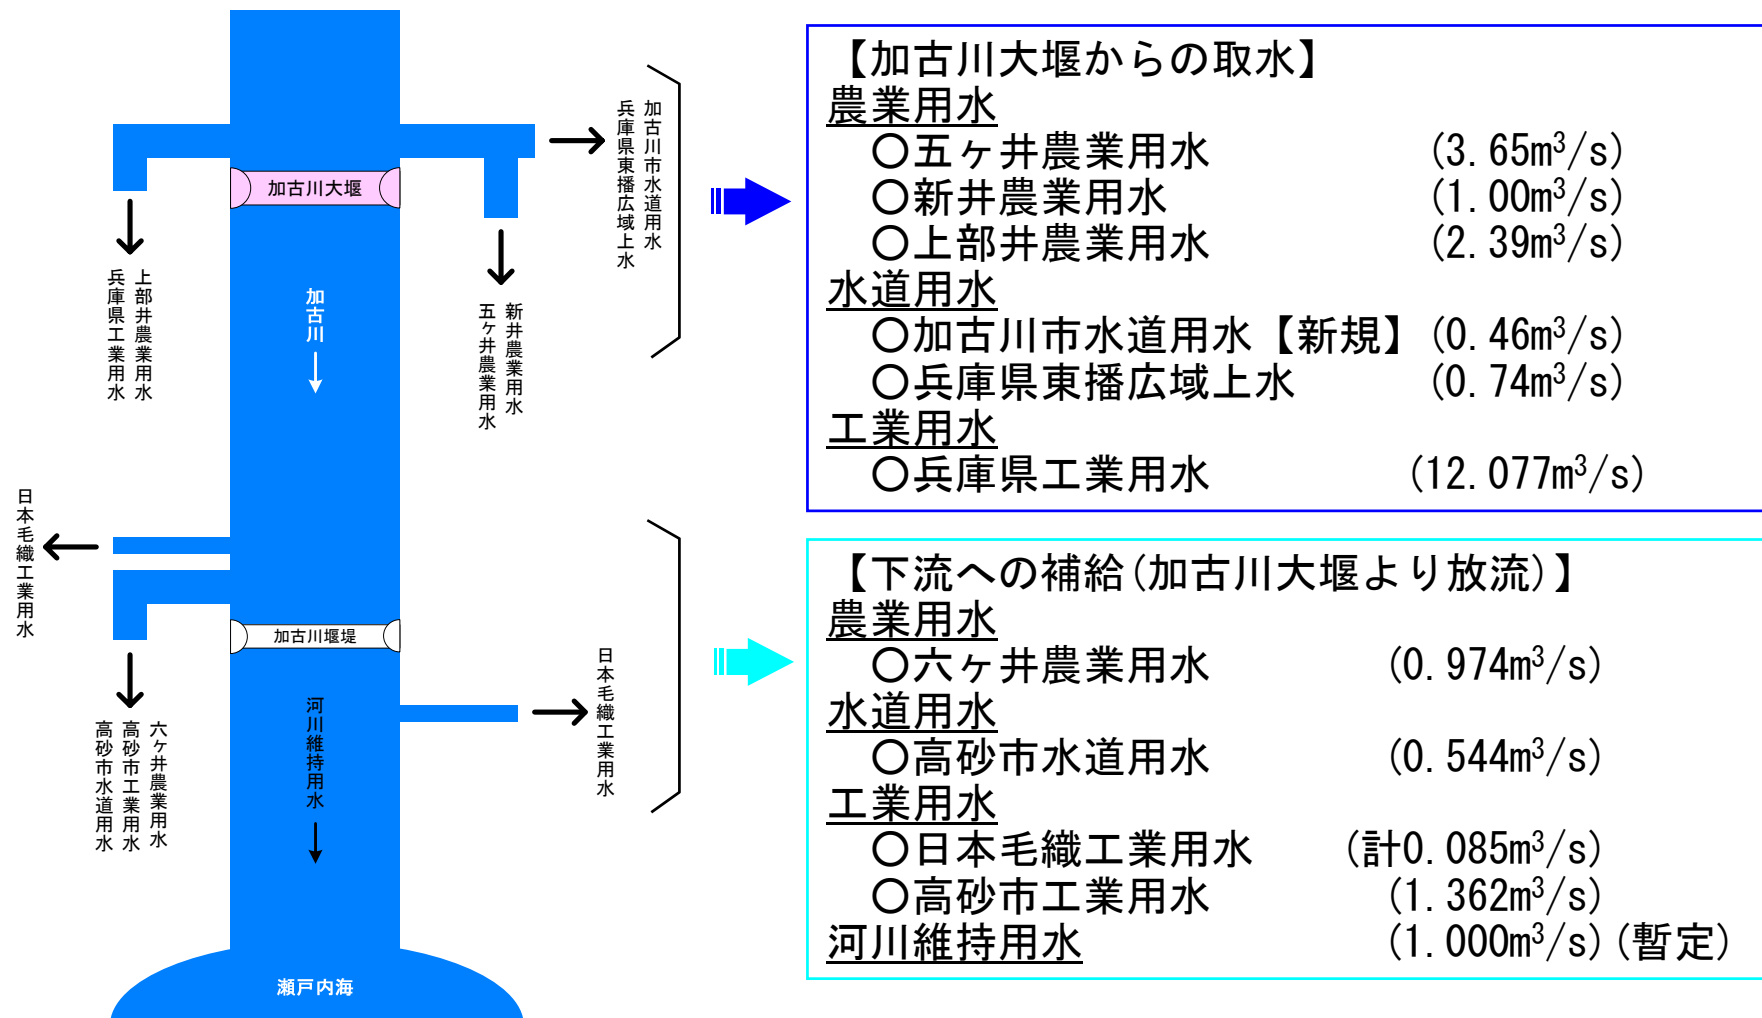 加古川市水道用水
兵庫県東播広域上水
加古川大堰
上部井農業用水
兵庫県工業用水
加古川
新井農業用水
五ヶ井農業用水
日本毛織工業用水
加古川堰堤
日本毛織工業用水
河川維持用水
六ケ井農業用水
高砂市工業用水
高砂市水道用水
瀬戸内海
【加古川大堰からの取水】
農業用水
○五ヶ井農業用水 (3.65m³/s)
○新井農業用水 (1.00m³/s)
○上部井農業用水 (2.39m³/s)
水道用水
○加古川市水道用水【新規】(0.46m³/s)
○兵庫県東播広域上水 (0.74m³/s)
工業用水
○兵庫県工業用水 (12.077m³/s)
【下流への補給(加古川大堰より放流)】
農業用水
○六ヶ井農業用水 (0.974m³/s)
水道用水
○高砂市水道用水 (0.544m³/s)
工業用水
○日本毛織工業用水 (計0.085m³/s)
○高砂市工業用水 (1.362m³/s)
河川維持用水 (1.000m³/s)(暫定)